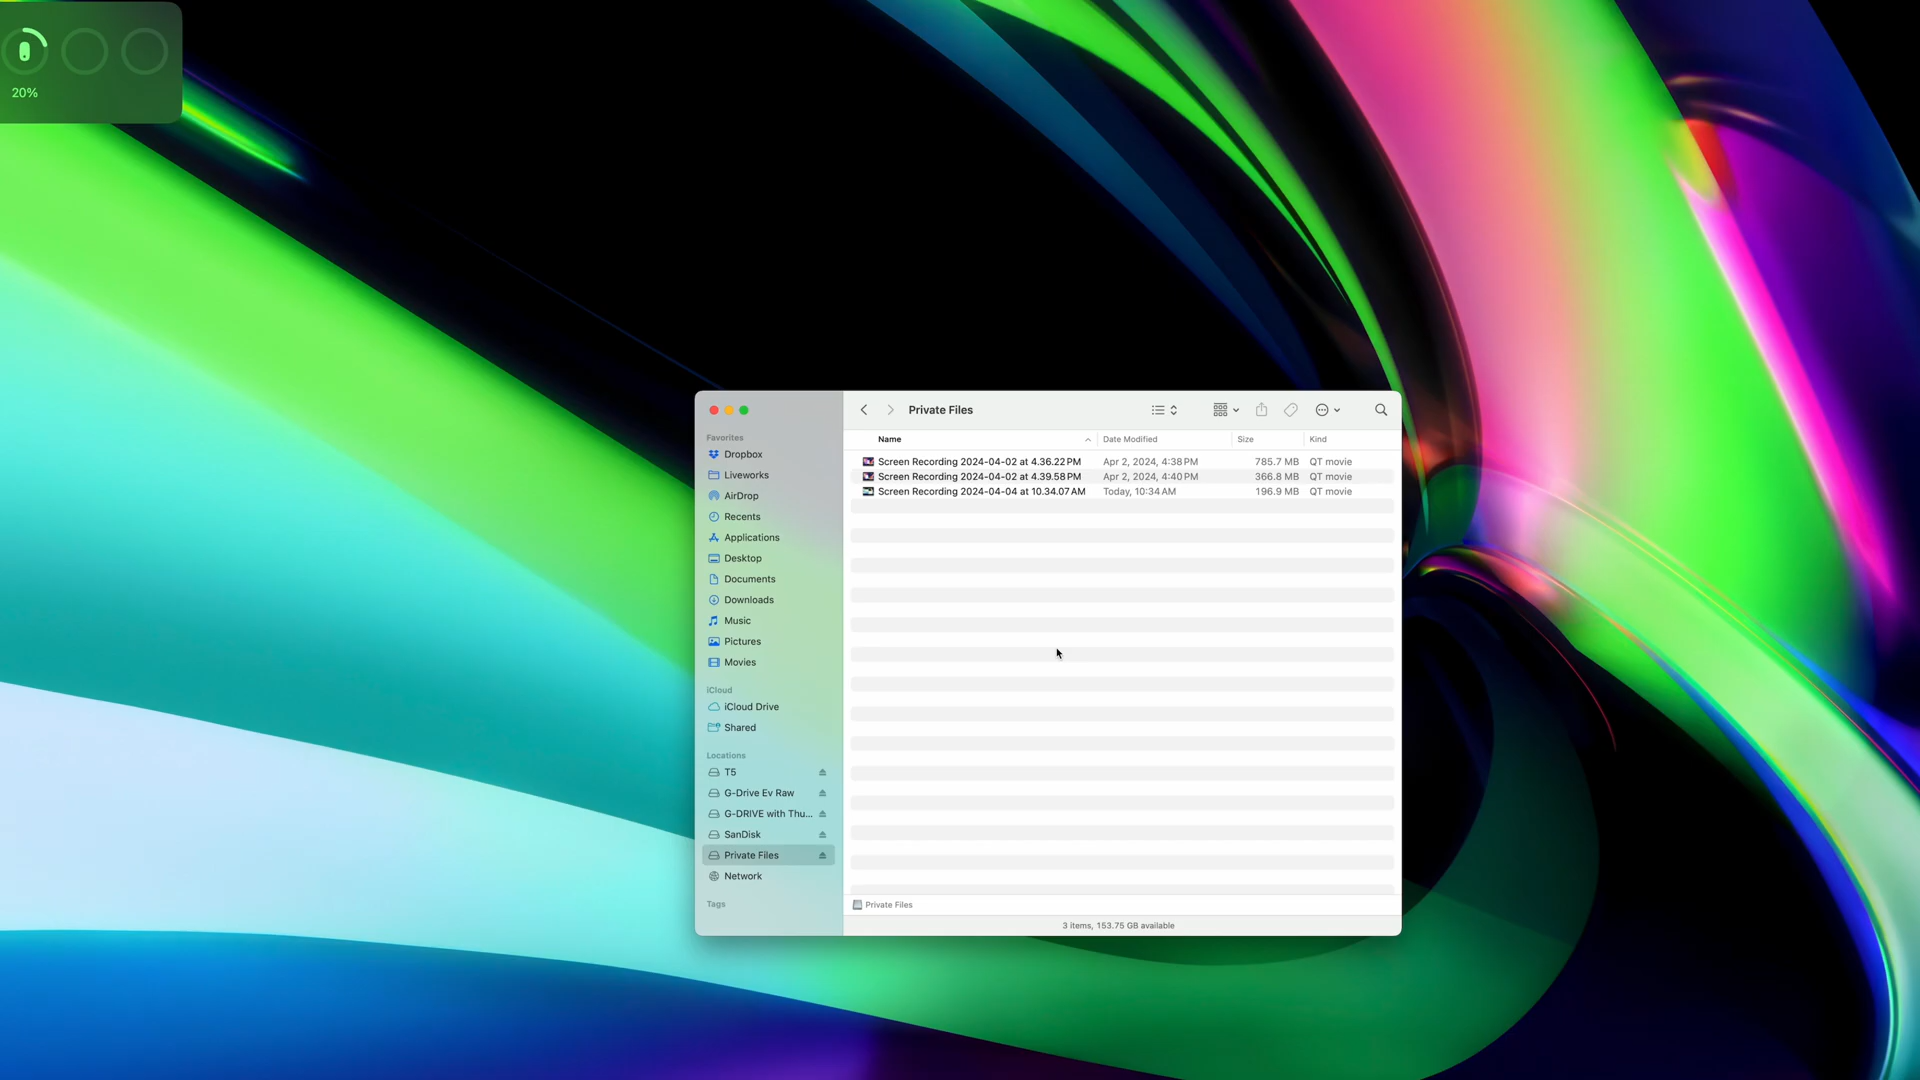 20%
Private Files
Favorites
Dropbox
Liveworks
AirDrop
Recents
Applications
Desktop
Documents
Downloads
Music
Pictures
Movies
iCloud
iCloud Drive
Shared
Locations
T5
G-Drive Ev Raw
G-DRIVE with Thu...
SanDisk
Private Files
Network
Tags
Name Date Modified Size Kind
Screen Recording 2024-04-02 at 4.36.22 PM Apr 2, 2024, 4:38 PM 785.7 MB QT movie
Screen Recording 2024-04-02 at 4.39.58 PM Apr 2, 2024, 4:40 PM 366.8 MB QT movie
Screen Recording 2024-04-04 at 10.34.07 AM Today, 10:34 AM 196.9 MB QT movie
Private Files
3 items, 153.75 GB available